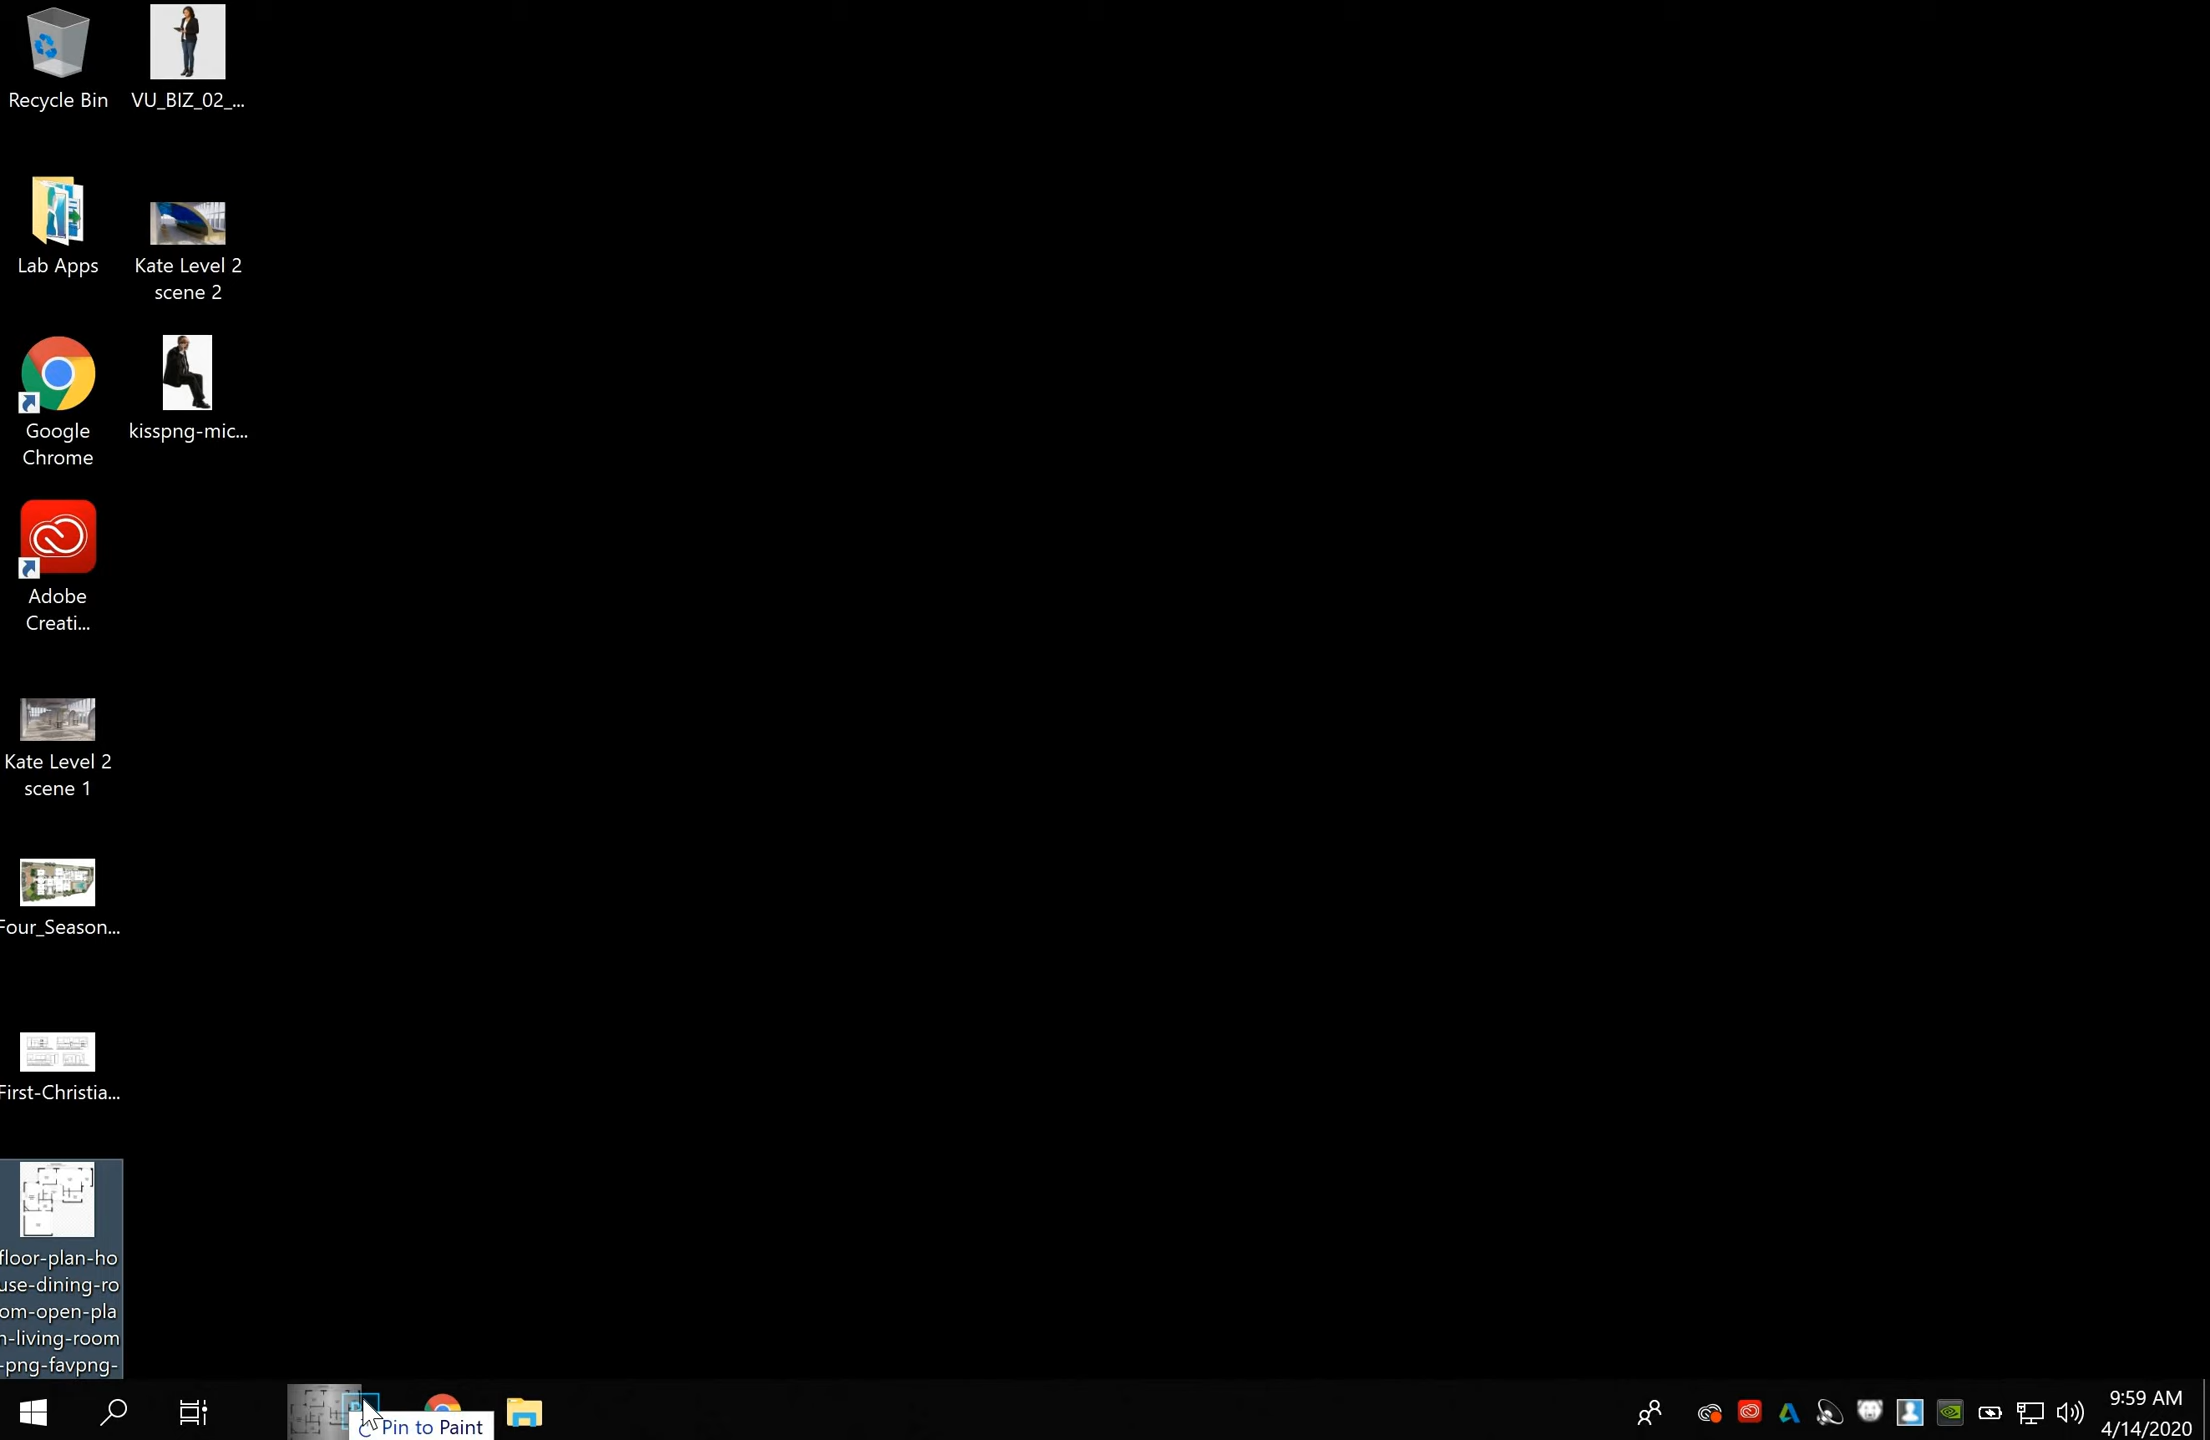 Recycle Bin
VU_BIZ_02_...
Lab Apps
Kate Level 2
scene 2
Google
Chrome
kisspng-mic...
Adobe
Creati...
Kate Level 2
scene 1
Four_Season...
First-Christia...
floor-plan-ho
use-dining-ro
om-open-pla
n-living-room
-png-favpng-
Pin to Paint
9:59 AM
4/14/2020